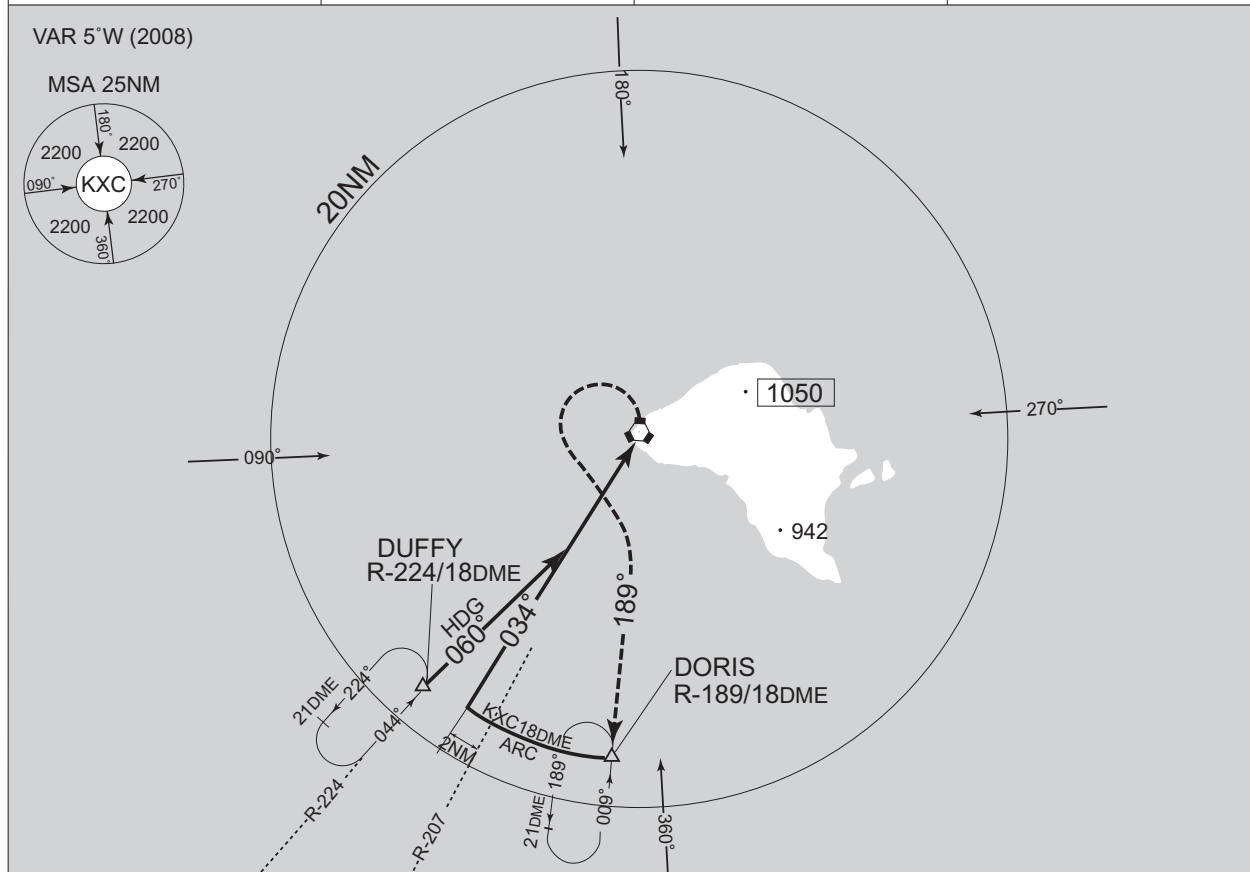 VAR 5°W (2008)
MSA 25NM
180°
2200
2200
090°
KXC
270°
2200
2200
360°
20NM
180°
1050
270°
090°
942
DUFFY
R-224/18DME
HDG
060°
034°
189°
DORIS
R-189/18DME
21DME
224°
044°
KXC18DME
ARC
2NM
189°
21DME
009°
R-224
R-207
360°